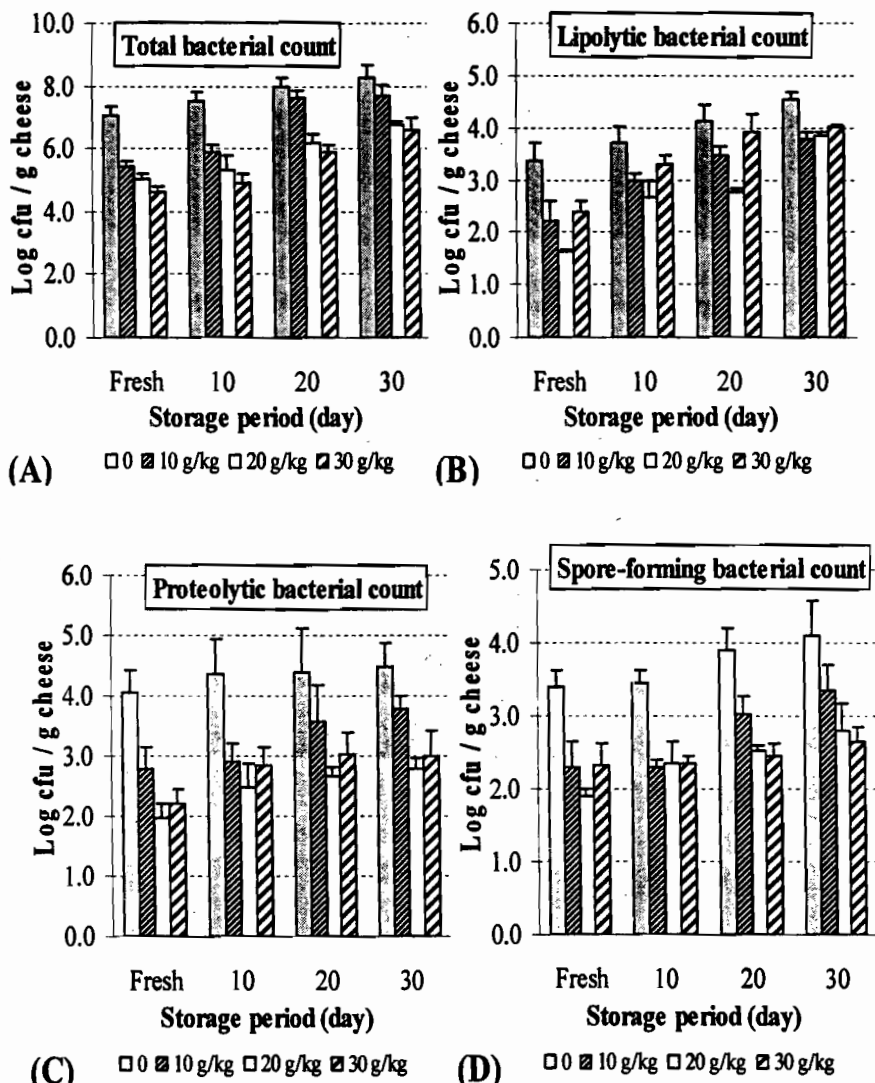 Total bacterial count
Log cfu / g cheese
10.0
8.0
6.0
4.0
2.0
0.0
Fresh 10 20 30
Storage period (day)
(A) 0 10 g/kg 20 g/kg 30 g/kg
Lipolytic bacterial count
Log cfu / g cheese
6.0
5.0
4.0
3.0
2.0
1.0
0.0
Fresh 10 20 30
Storage period (day)
(B) 0 10 g/kg 20 g/kg 30 g/kg
Proteolytic bacterial count
Log cfu / g cheese
6.0
5.0
4.0
3.0
2.0
1.0
0.0
Fresh 10 20 30
Storage period (day)
(C) 0 10 g/kg 20 g/kg 30 g/kg
Spore-forming bacterial count
Log cfu / g cheese
5.0
4.0
3.0
2.0
1.0
0.0
Fresh 10 20 30
Storage period (day)
(D) 0 10 g/kg 20 g/kg 30 g/kg